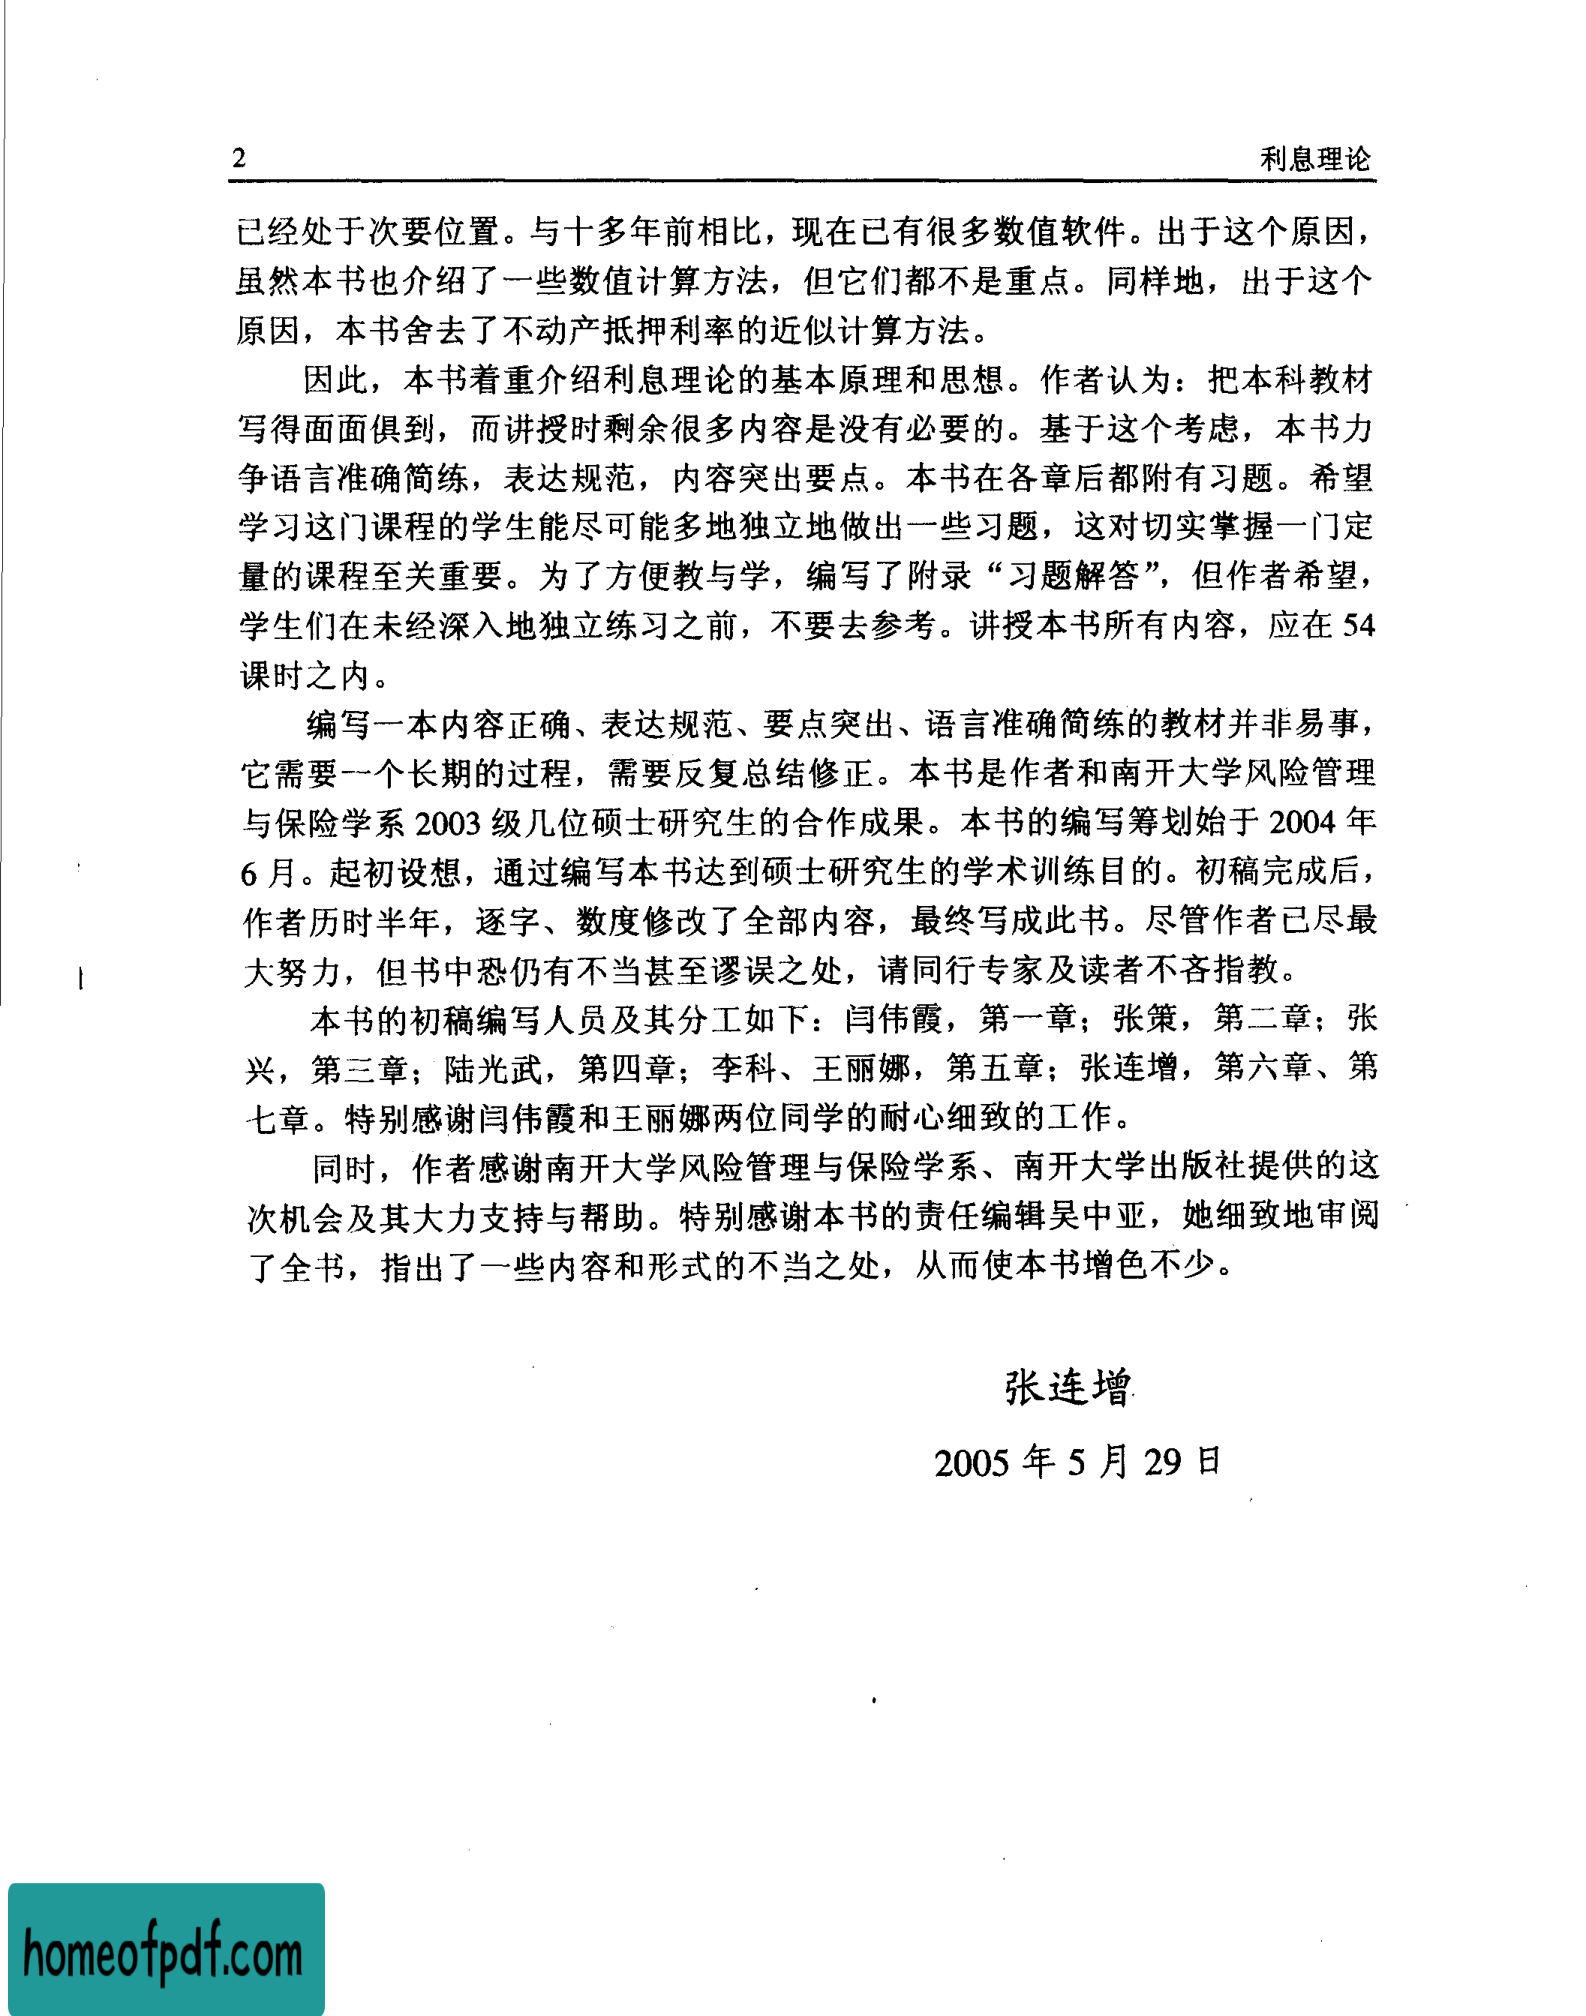 2 利息理论
已经处于次要位置。与十多年前相比，现在已有很多数值软件。出于这个原因，
虽然本书也介绍了一些数值计算方法，但它们都不是重点。同样地，出于这个
原因，本书舍去了不动产抵押利率的近似计算方法。
因此，本书着重介绍利息理论的基本原理和思想。作者认为：把本科教材
写得面面俱到，而讲授时剩余很多内容是没有必要的。基于这个考虑，本书力
争语言准确简练，表达规范，内容突出要点。本书在各章后都附有习题。希望
学习这门课程的学生能尽可能多地独立地做出一些习题，这对切实掌握一门定
量的课程至关重要。为了方便教与学，编写了附录“习题解答”，但作者希望，
学生们在未经深入地独立练习之前，不要去参考。讲授本书所有内容，应在 54
课时之内。
编写一本内容正确、表达规范、要点突出、语言准确简练的教材并非易事，
它需要一个长期的过程，需要反复总结修正。本书是作者和南开大学风险管理
与保险学系 2003 级几位硕士研究生的合作成果。本书的编写筹划始于 2004 年
6 月。起初设想，通过编写本书达到硕士研究生的学术训练目的。初稿完成后，
作者历时半年，逐字、数度修改了全部内容，最终写成此书。尽管作者已尽最
大努力，但书中恐仍有不当甚至谬误之处，请同行专家及读者不吝指教。
本书的初稿编写人员及其分工如下：闫伟霞，第一章；张策，第二章；张
兴，第三章；陆光武，第四章；李科、王丽娜，第五章；张连增，第六章、第
七章。特别感谢闫伟霞和王丽娜两位同学的耐心细致的工作。
同时，作者感谢南开大学风险管理与保险学系、南开大学出版社提供的这
次机会及其大力支持与帮助。特别感谢本书的责任编辑吴中亚，她细致地审阅
了全书，指出了一些内容和形式的不当之处，从而使本书增色不少。
张连增
2005 年 5 月 29 日
homeofpdf.com